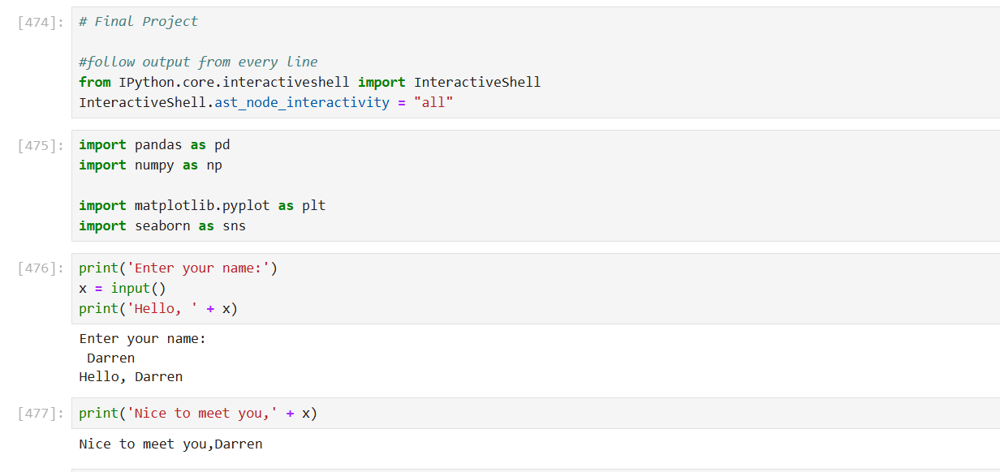 [474]: # Final Project
#follow output from every line
from IPython.core.interactiveshell import InteractiveShell
InteractiveShell.ast_node_interactivity = "all"
[475]: import pandas as pd
import numpy as np
import matplotlib.pyplot as plt
import seaborn as sns
[476]: print('Enter your name:')
x = input()
print('Hello, ' + x)
Enter your name:
Darren
Hello, Darren
[477]: print('Nice to meet you,' + x)
Nice to meet you,Darren